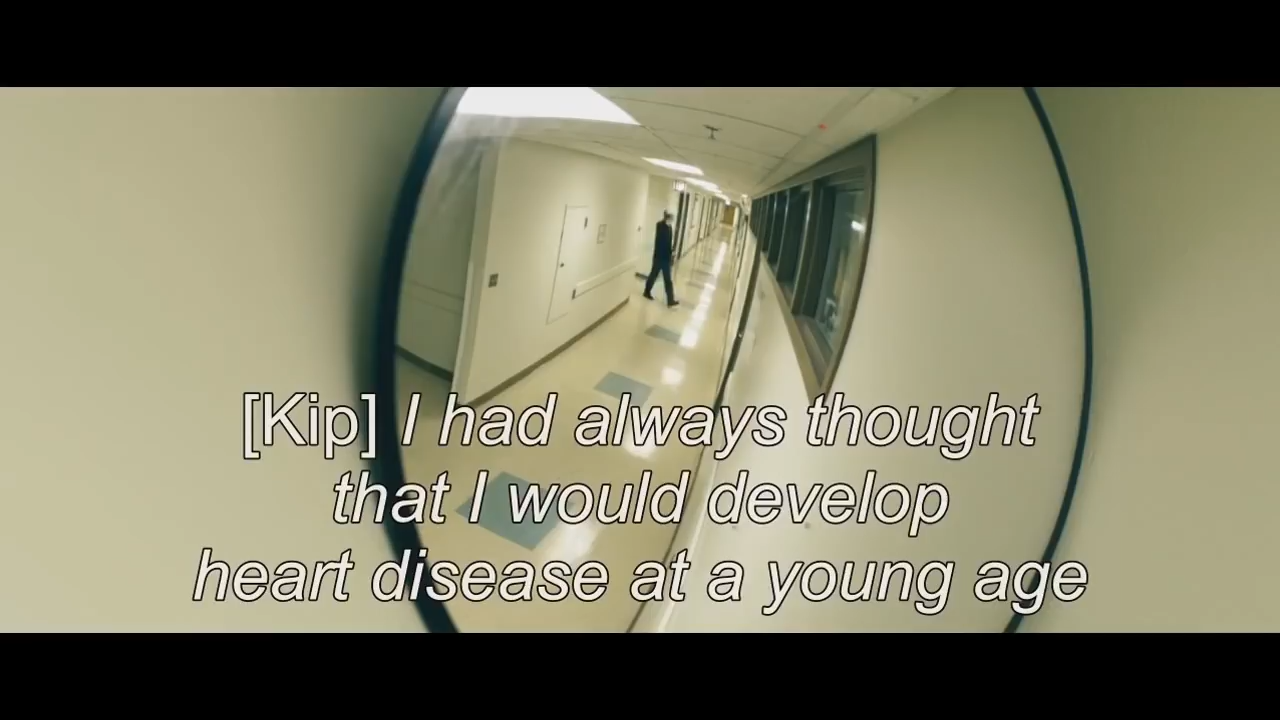 [Kip] I had always thought
that I would develop
heart disease at a young age